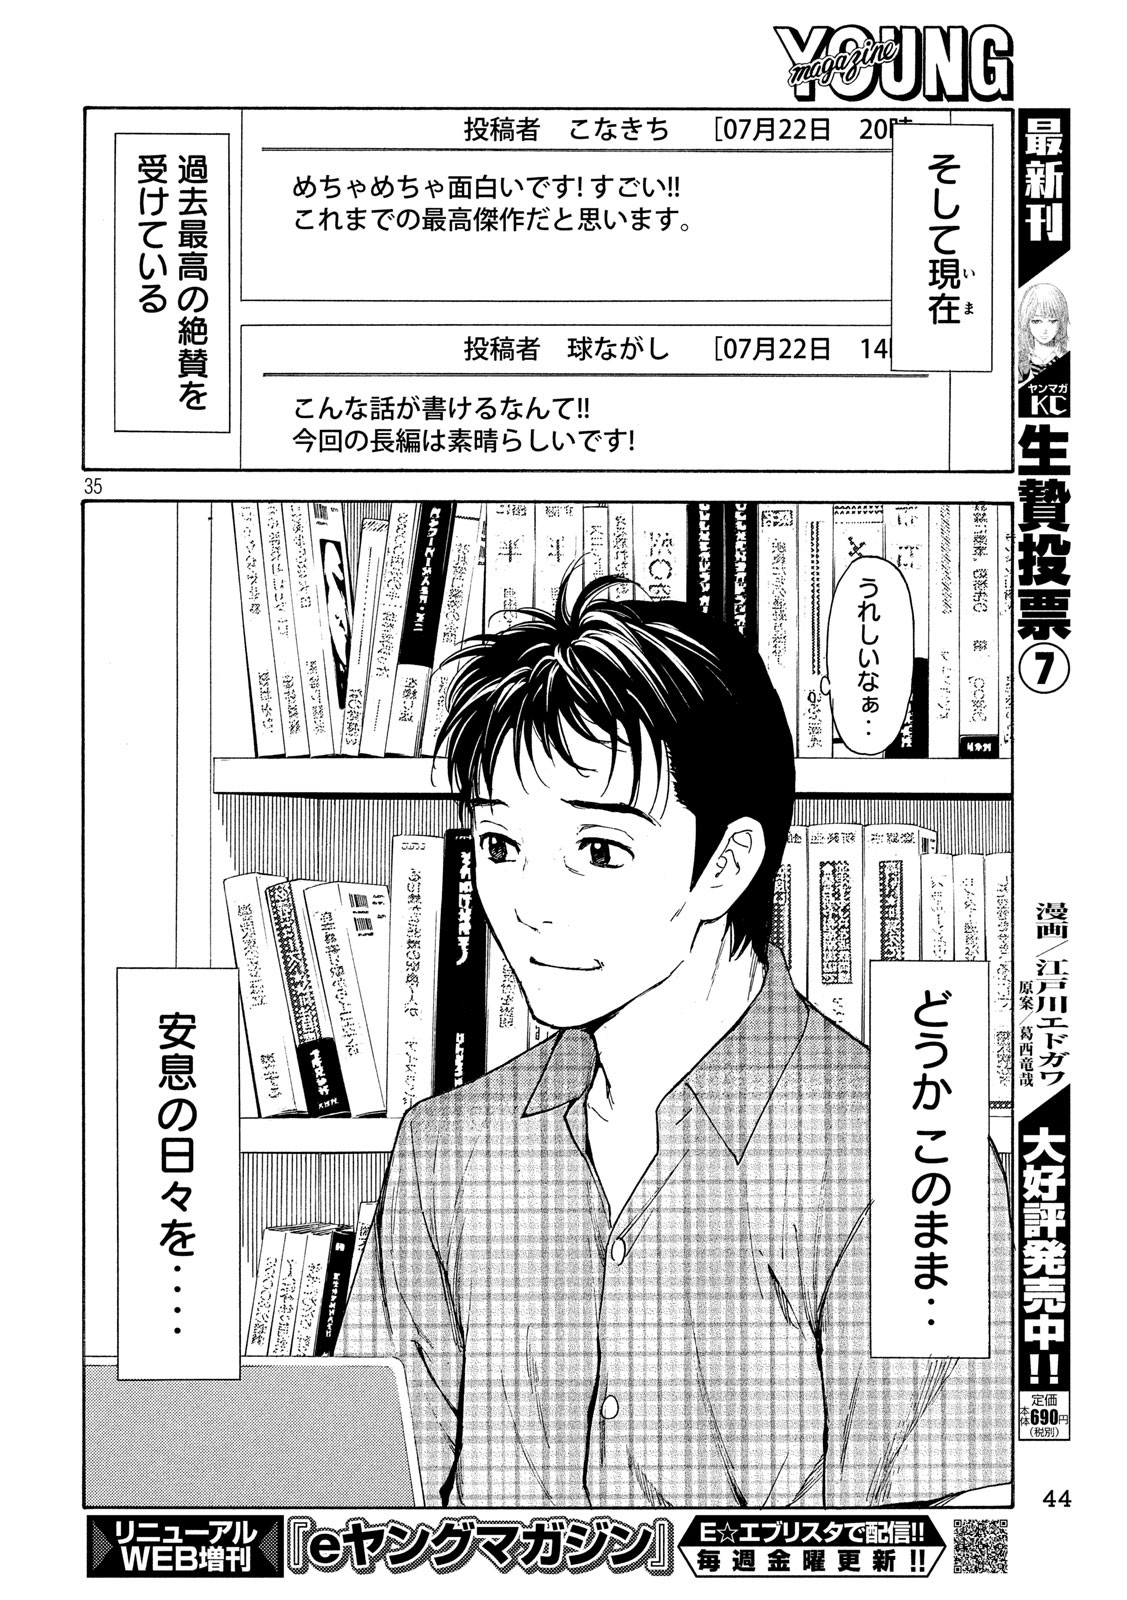 YOUNG
magazine
そして現在
いま
投稿者　こなきち　[07月22日　20時
めちゃめちゃ面白いです! すごい!!
これまでの最高傑作だと思います。
投稿者　球ながし　[07月22日　14
こんな話が書けるなんて!!
今回の長編は素晴らしいです!
過去最高の絶賛を
受けている
35
うれしいなぁ‥
どうか このまま‥
安息の日々を‥‥
最新刊
ヤンマガ
KC
生贄投票⑦
漫画／江戸川エドガワ
原案／葛西竜哉
大好評発売中!!
定価
本体690円
(税別)
44
リニューアル
WEB増刊
『eヤングマガジン』
E☆エブリスタで配信!!
毎週金曜更新!!